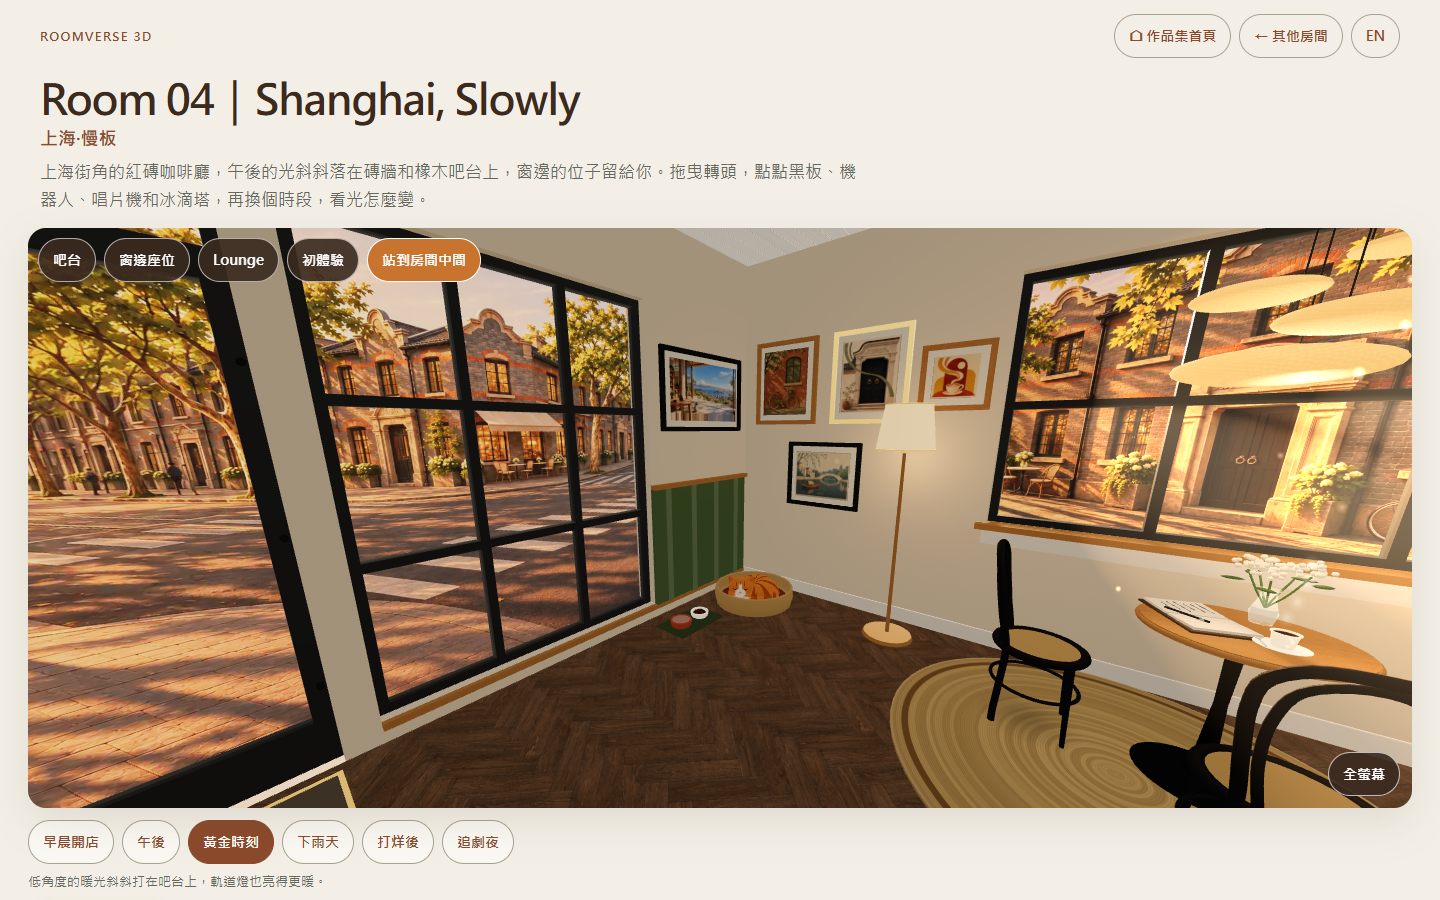 ROOMVERSE 3D
作品集首頁
← 其他房間
EN
Room 04｜Shanghai, Slowly
上海·慢板
上海街角的紅磚咖啡廳，午後的光斜斜落在磚牆和橡木吧台上，窗邊的位子留給你。拖曳轉頭，點點黑板、機
器人、唱片機和冰滴塔，再換個時段，看光怎麼變。
吧台
窗邊座位
Lounge
初體驗
站到房間中間
全螢幕
早晨開店
午後
黃金時刻
下雨天
打烊後
追劇夜
低角度的暖光斜斜打在吧台上，軌道燈也亮得更暖。